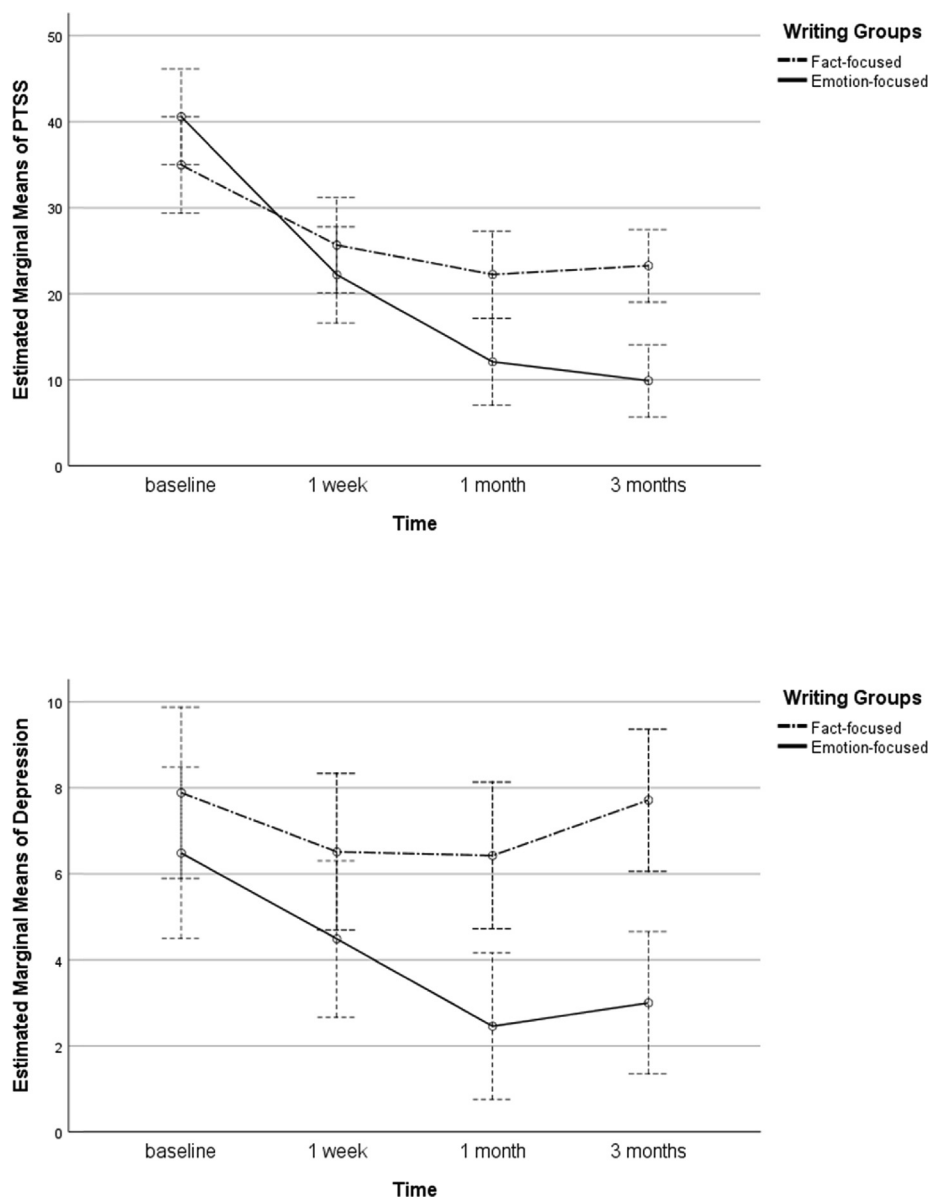 Writing Groups
Fact-focused
Emotion-focused
Estimated Marginal Means of PTSS
50
40
30
20
10
0
baseline 1 week 1 month 3 months
Time
Writing Groups
Fact-focused
Emotion-focused
Estimated Marginal Means of Depression
10
8
6
4
2
0
baseline 1 week 1 month 3 months
Time